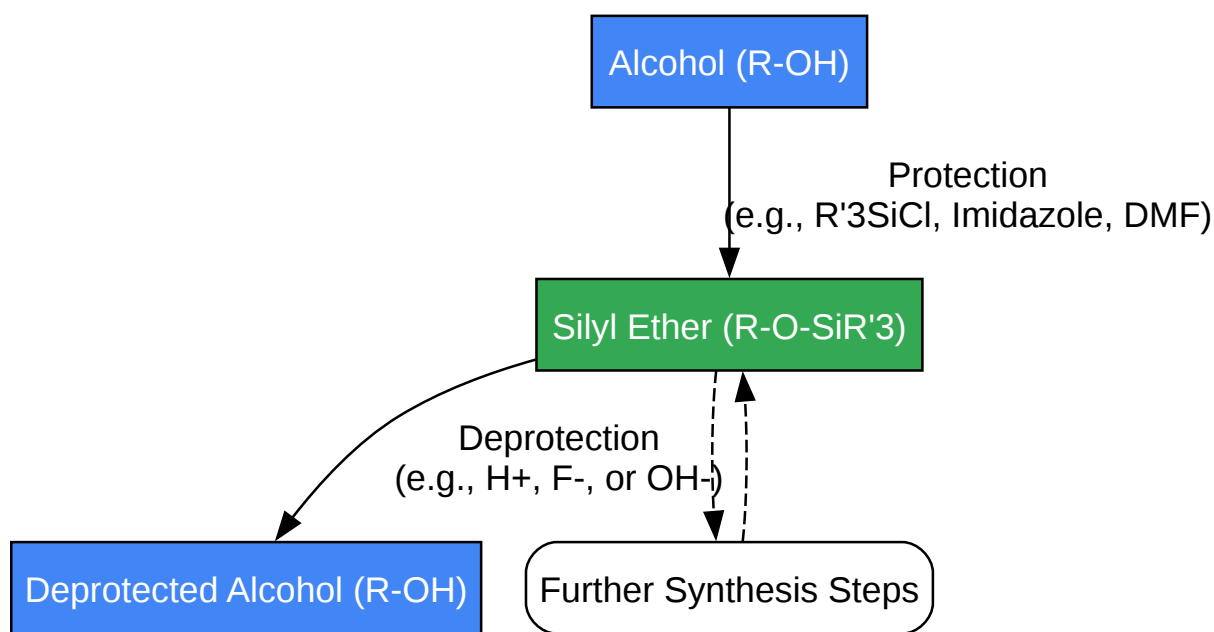 Alcohol (R-OH)
Protection
(e.g., R'3SiCl, Imidazole, DMF)
Silyl Ether (R-O-SiR'3)
Deprotection
(e.g., H+, F-, or OH-)
Deprotected Alcohol (R-OH)
Further Synthesis Steps